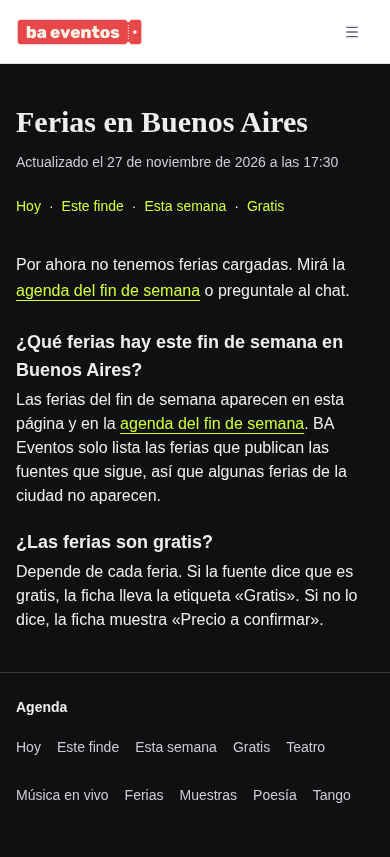 ba eventos
Ferias en Buenos Aires
Actualizado el 27 de noviembre de 2026 a las 17:30
Hoy · Este finde · Esta semana · Gratis
Por ahora no tenemos ferias cargadas. Mirá la
agenda del fin de semana o preguntale al chat.
¿Qué ferias hay este fin de semana en
Buenos Aires?
Las ferias del fin de semana aparecen en esta
página y en la agenda del fin de semana. BA
Eventos solo lista las ferias que publican las
fuentes que sigue, así que algunas ferias de la
ciudad no aparecen.
¿Las ferias son gratis?
Depende de cada feria. Si la fuente dice que es
gratis, la ficha lleva la etiqueta «Gratis». Si no lo
dice, la ficha muestra «Precio a confirmar».
Agenda
Hoy Este finde Esta semana Gratis Teatro
Música en vivo Ferias Muestras Poesía Tango